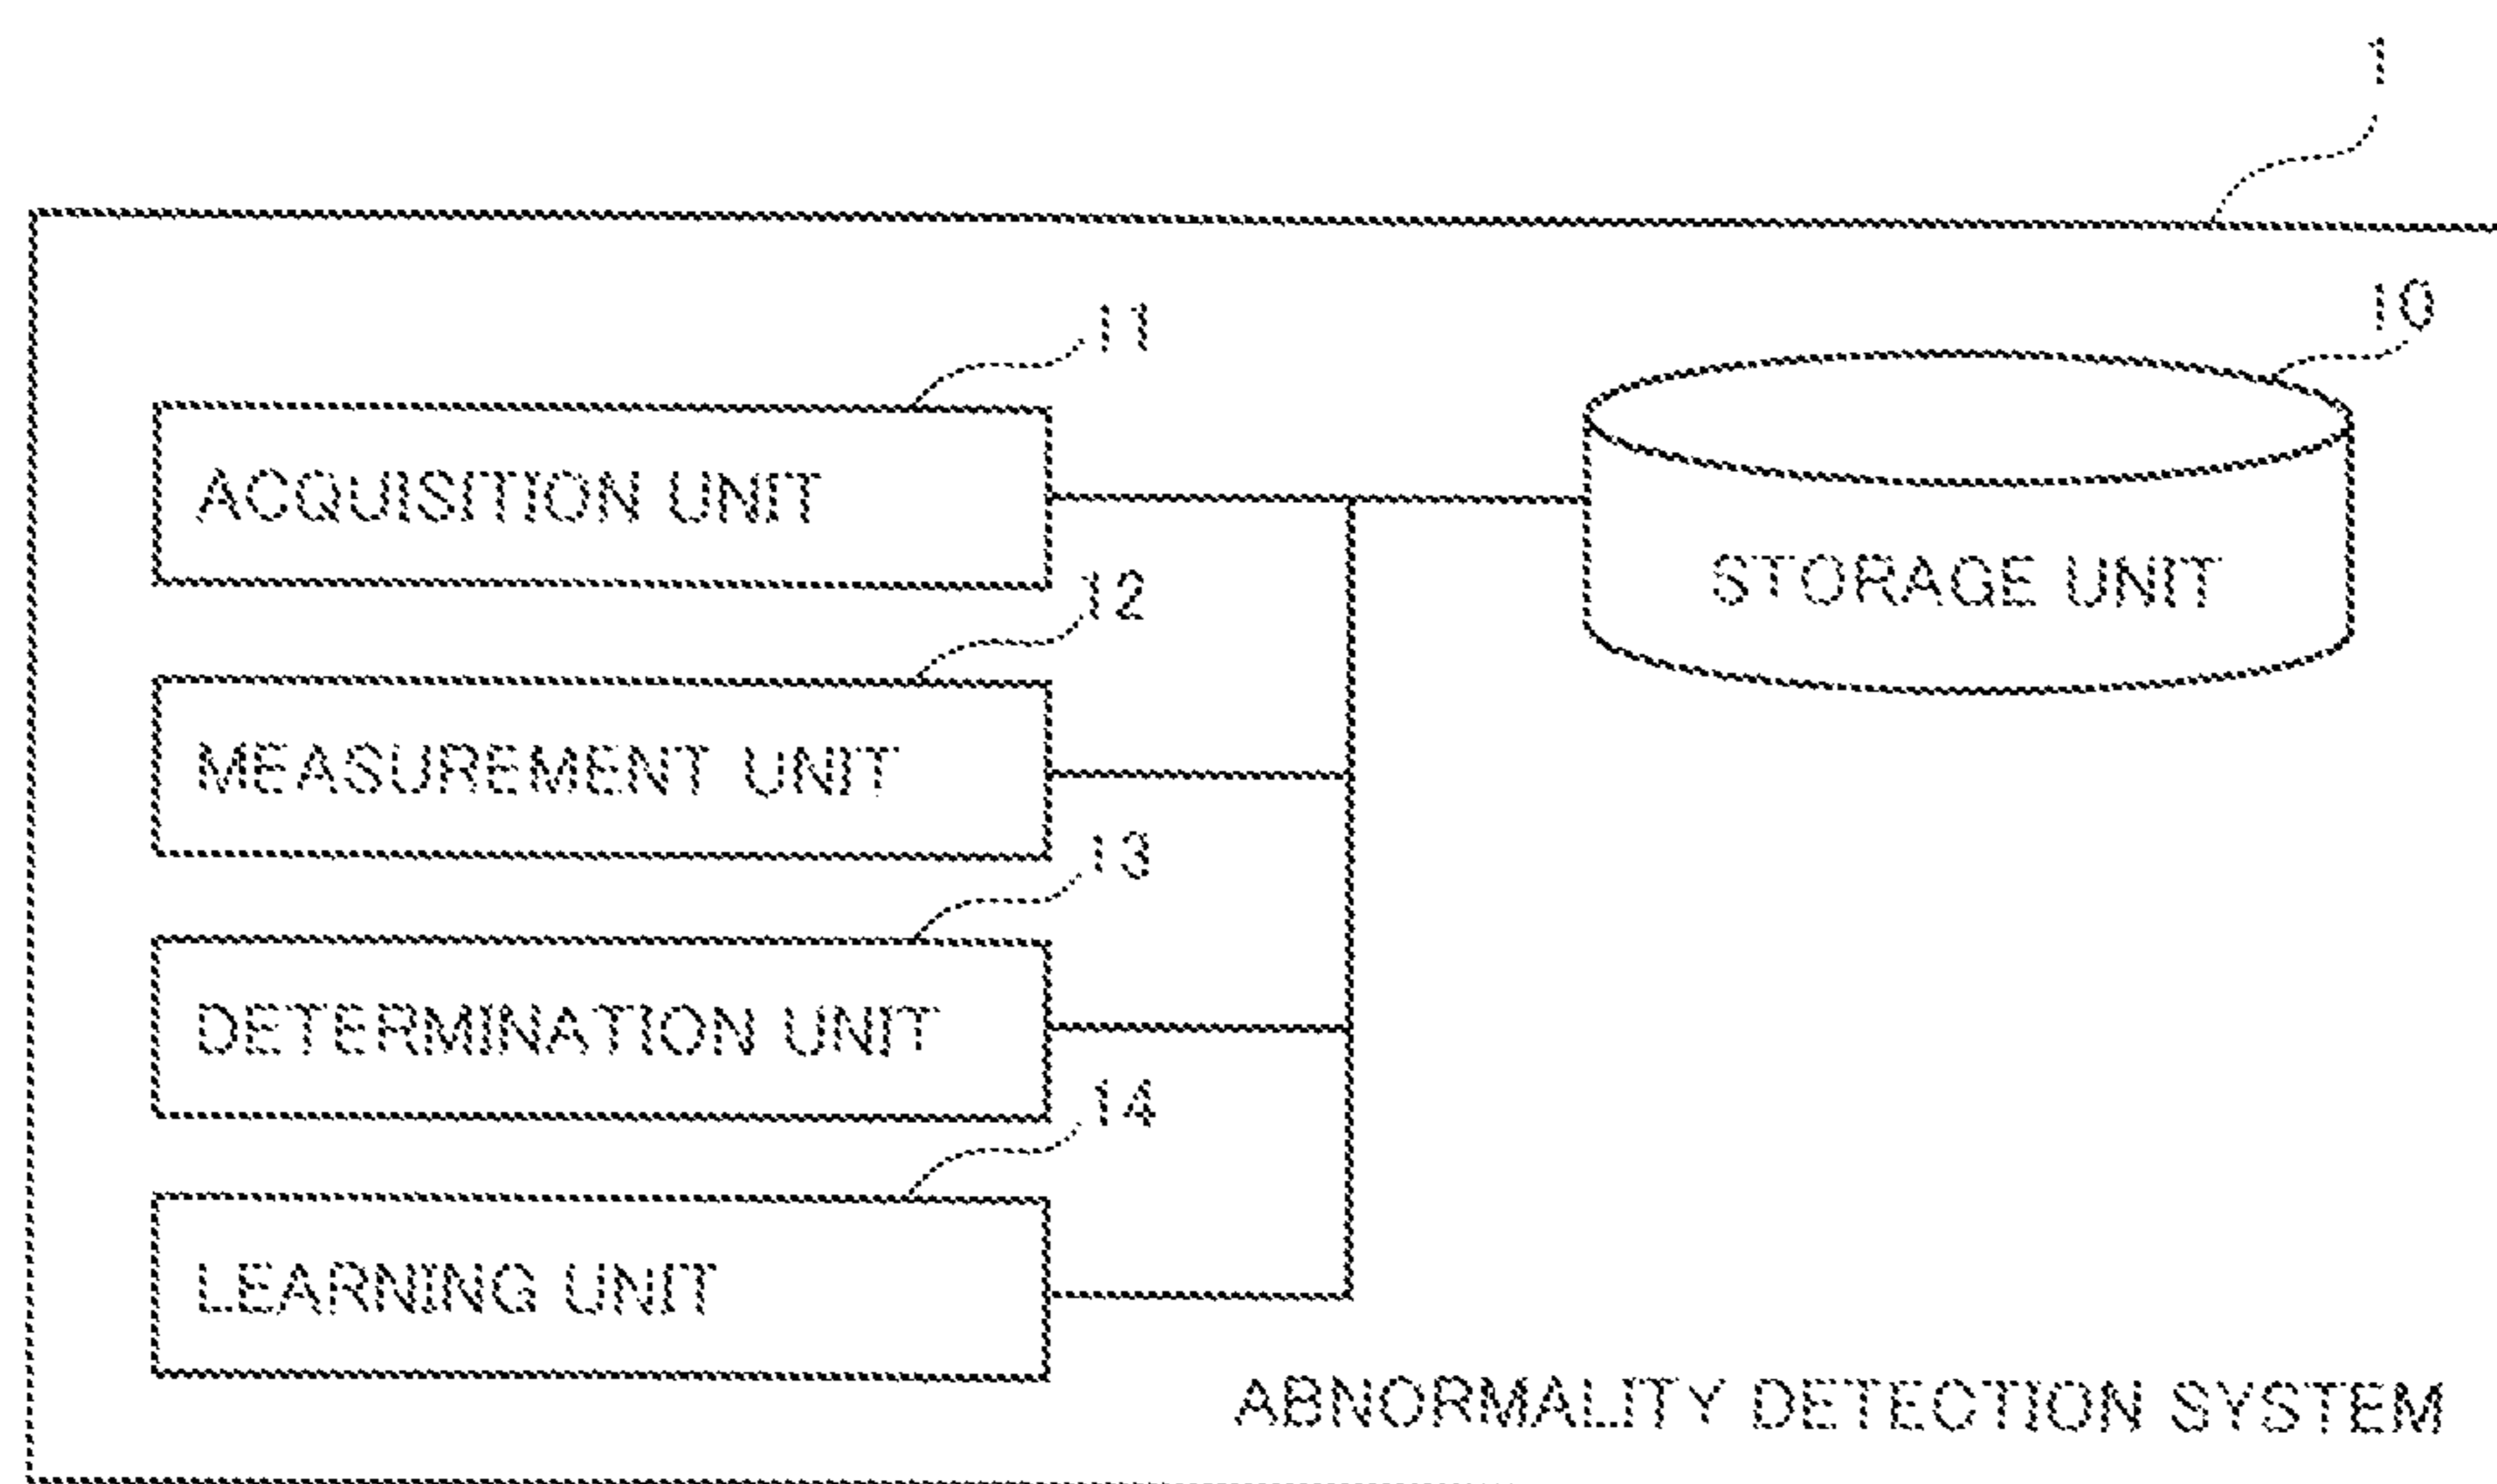 1
10
11
ACQUISITION UNIT
STORAGE UNIT
12
MEASUREMENT UNIT
13
DETERMINATION UNIT
14
LEARNING UNIT
ABNORMALITY DETECTION SYSTEM